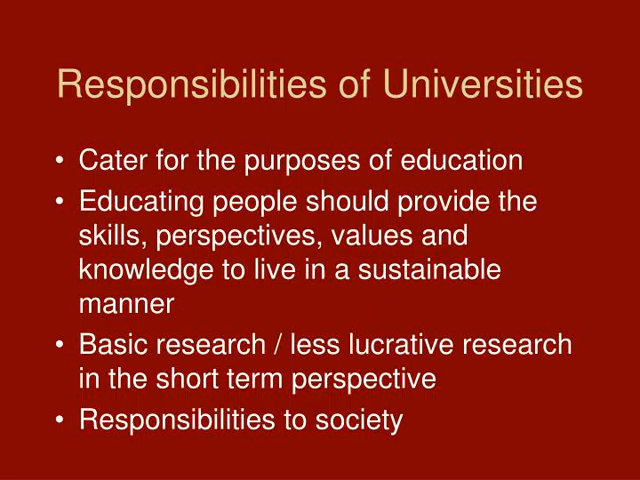 Responsibilities of Universities
• Cater for the purposes of education
• Educating people should provide the
skills, perspectives, values and
knowledge to live in a sustainable
manner
• Basic research / less lucrative research
in the short term perspective
• Responsibilities to society